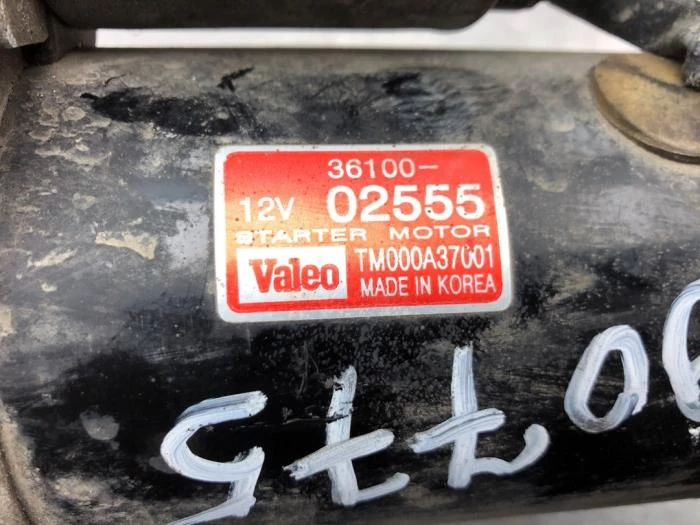 36100-
12V 02555
STARTER MOTOR
Valeo TM000A37001
MADE IN KOREA